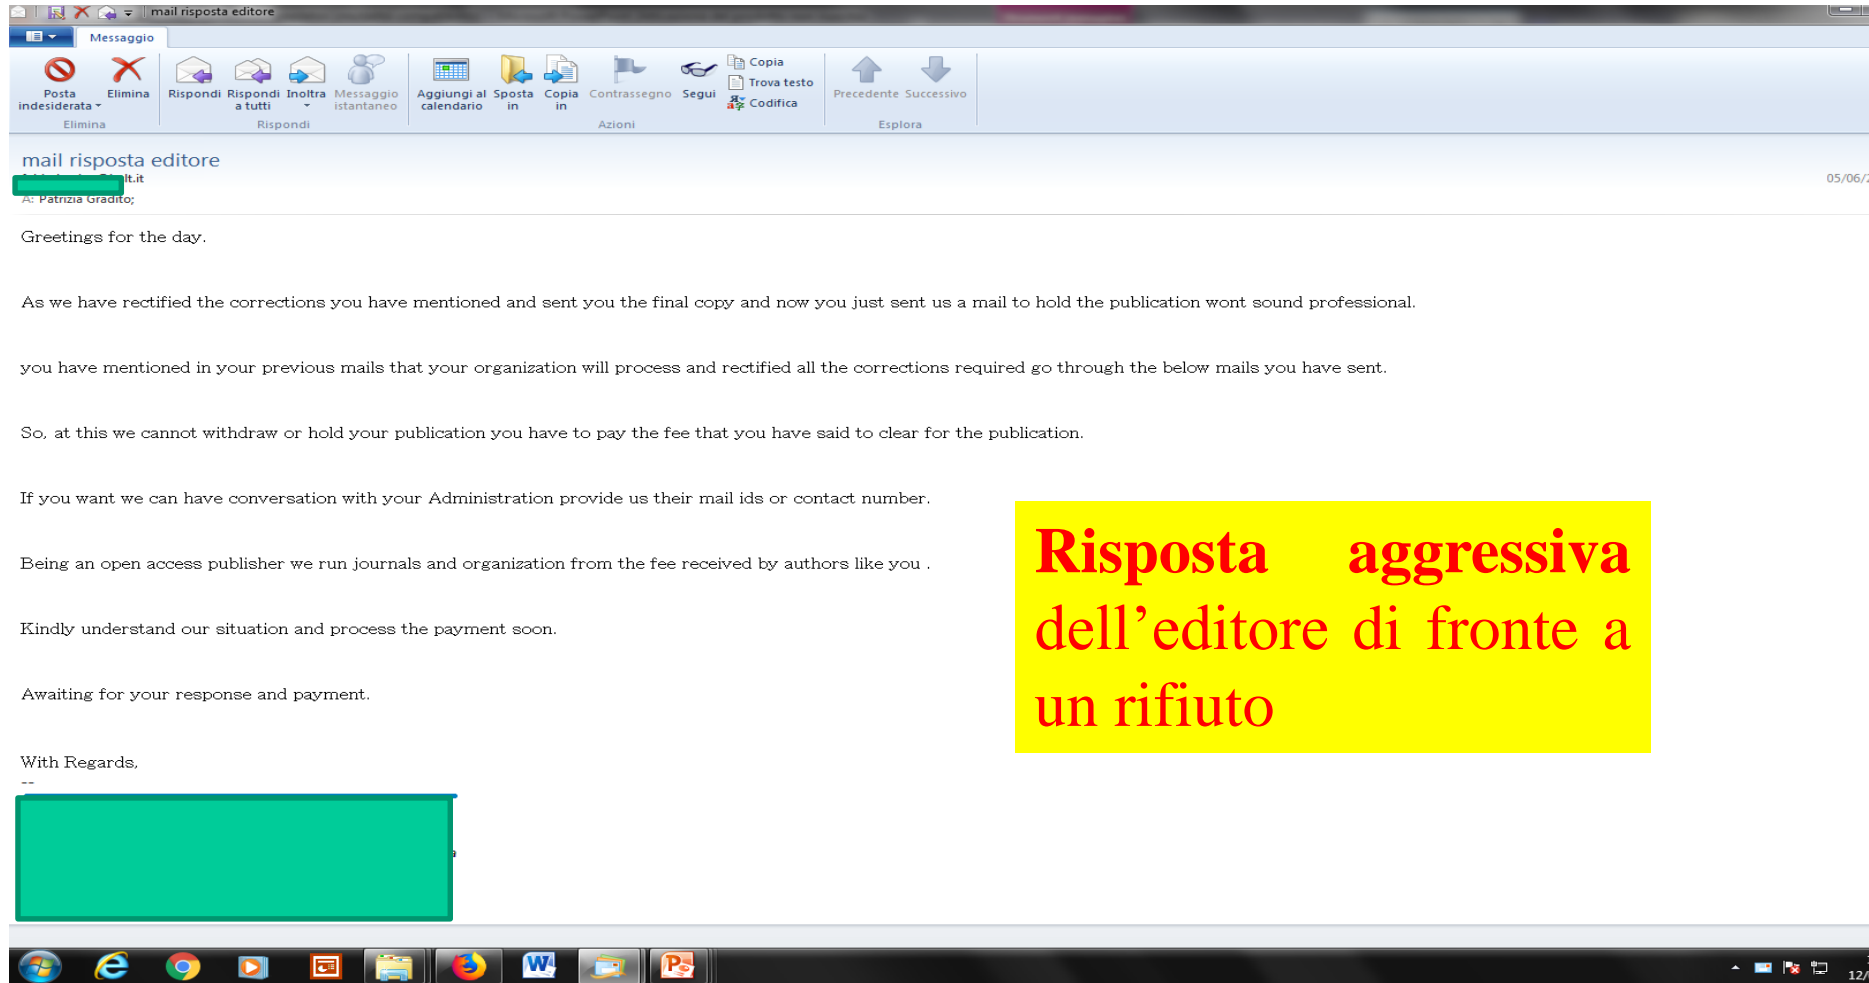 mail risposta editore
Messaggio
Posta indesiderata
Elimina
Rispondi
Rispondi a tutti
Inoltra
Messaggio istantaneo
Aggiungi al calendario
Sposta in
Copia in
Contrassegno
Segui
Copia
Trova testo
Codifica
Precedente
Successivo
Elimina
Rispondi
Azioni
Esplora
mail risposta editore
lt.it
05/06/2
A: Patrizia Gradito;
Greetings for the day.
As we have rectified the corrections you have mentioned and sent you the final copy and now you just sent us a mail to hold the publication wont sound professional.
you have mentioned in your previous mails that your organization will process and rectified all the corrections required go through the below mails you have sent.
So, at this we cannot withdraw or hold your publication you have to pay the fee that you have said to clear for the publication.
If you want we can have conversation with your Administration provide us their mail ids or contact number.
Being an open access publisher we run journals and organization from the fee received by authors like you .
Kindly understand our situation and process the payment soon.
Awaiting for your response and payment.
With Regards,
--
Risposta aggressiva
dell’editore di fronte a
un rifiuto
12/